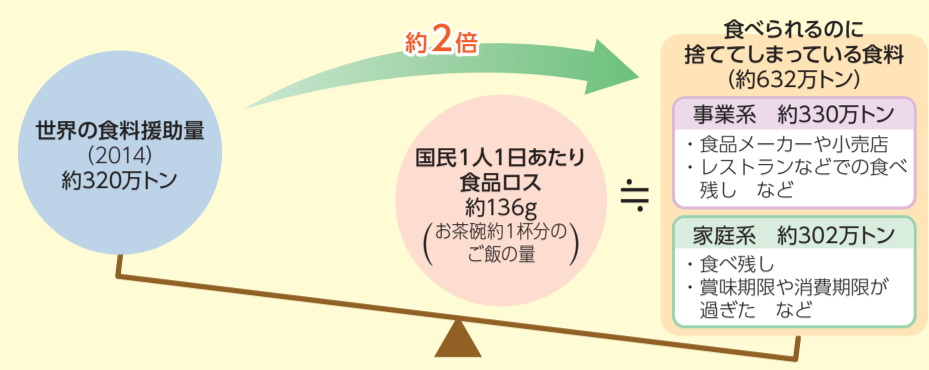 約2倍
世界の食料援助量
(2014)
約320万トン
国民1人1日あたり
食品ロス
約136g
(お茶碗約1杯分の
ご飯の量)
≒
食べられるのに
捨ててしまっている食料
(約632万トン)
事業系　約330万トン
・食品メーカーや小売店
・レストランなどでの食べ
残し　など
家庭系　約302万トン
・食べ残し
・賞味期限や消費期限が
過ぎた　など